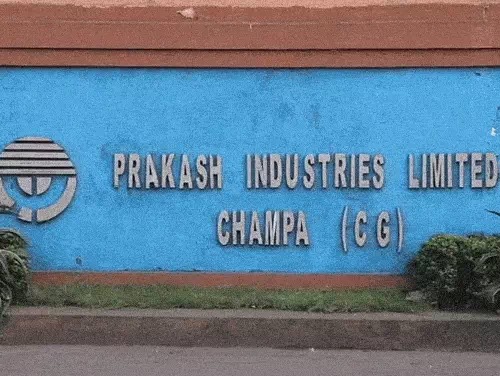 PRAKASH INDUSTRIES LIMITED
CHAMPA (CG)